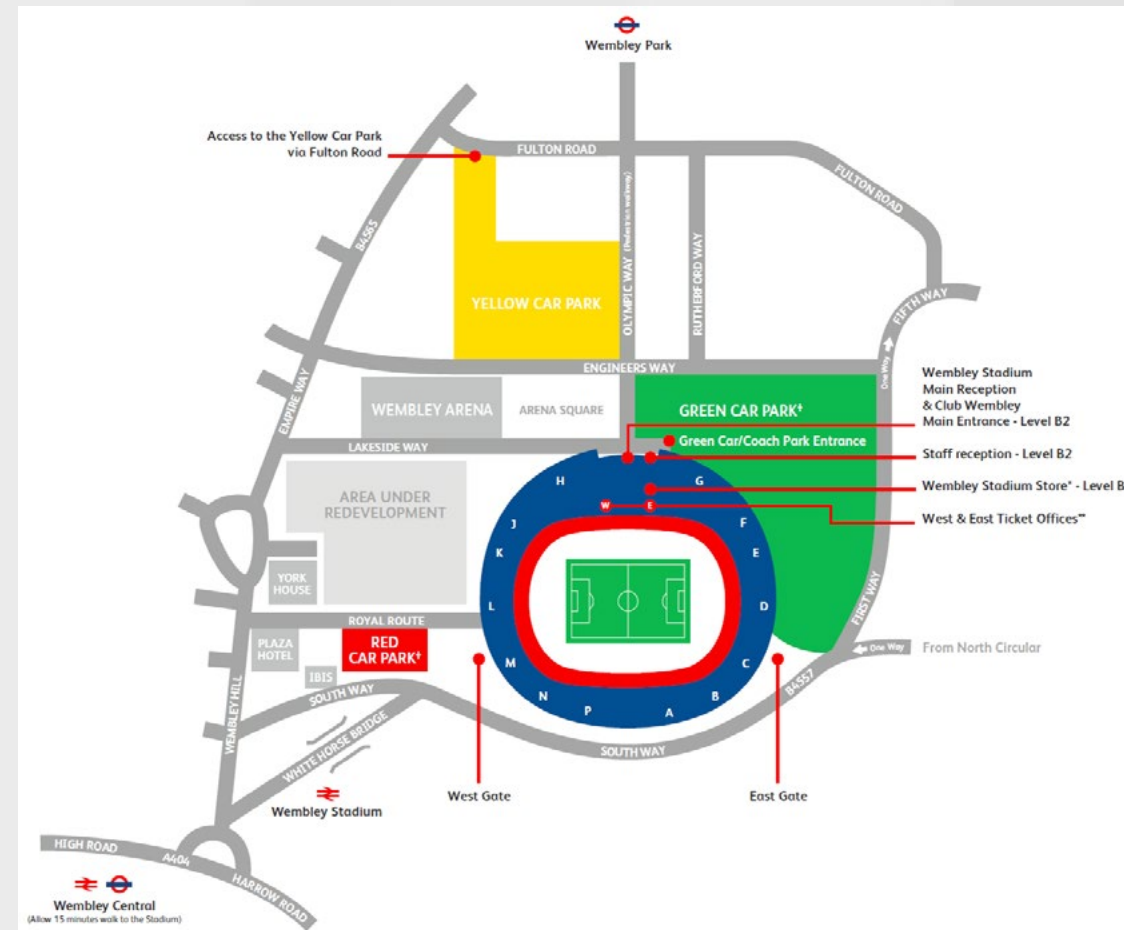 Wembley Park
Access to the Yellow Car Park
via Fulton Road
FULTON ROAD
FULTON ROAD
B4565
OLYMPIC WAY (Pedestrian walkway)
RUTHERFORD WAY
YELLOW CAR PARK
FIFTH WAY
One Way
ENGINEERS WAY
EMPIRE WAY
WEMBLEY ARENA
ARENA SQUARE
GREEN CAR PARK†
Wembley Stadium
Main Reception
& Club Wembley
Main Entrance - Level B2
LAKESIDE WAY
Green Car/Coach Park Entrance
Staff reception - Level B2
AREA UNDER
REDEVELOPMENT
H
G
Wembley Stadium Store* - Level B
W
E
West & East Ticket Offices**
J
F
K
E
YORK
HOUSE
L
D
FIRST WAY
ROYAL ROUTE
PLAZA
HOTEL
RED
CAR PARK†
One Way
From North Circular
IBIS
M
C
N
B
P
A
B4557
SOUTH WAY
WEMBLEY HILL
WHITE HORSE BRIDGE
SOUTH WAY
West Gate
East Gate
Wembley Stadium
HIGH ROAD
A404
HARROW ROAD
Wembley Central
(Allow 15 minutes walk to the Stadium)